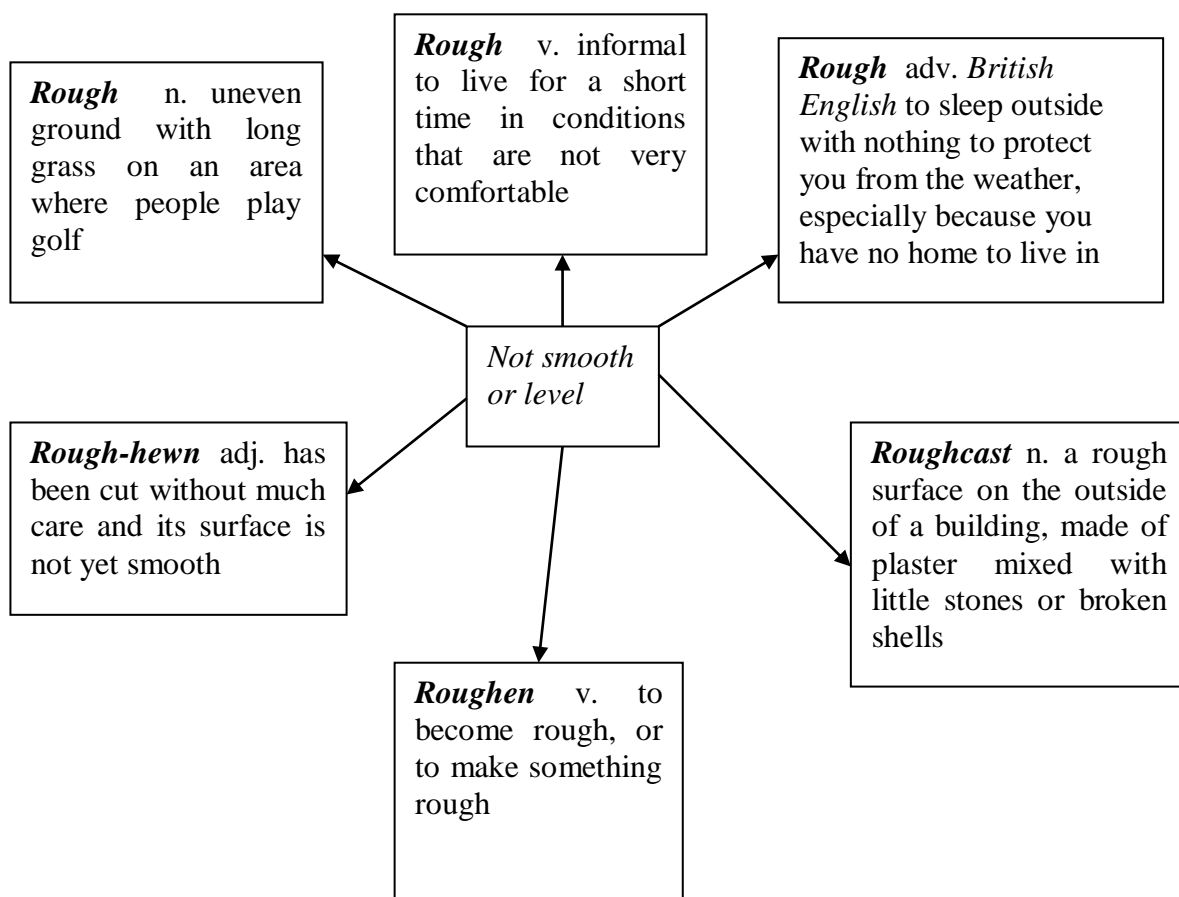 Rough n. uneven
ground with long
grass on an area
where people play
golf
Rough v. informal
to live for a short
time in conditions
that are not very
comfortable
Rough adv. British
English to sleep outside
with nothing to protect
you from the weather,
especially because you
have no home to live in
Not smooth
or level
Rough-hewn adj. has
been cut without much
care and its surface is
not yet smooth
Roughen v. to
become rough, or
to make something
rough
Roughcast n. a rough
surface on the outside
of a building, made of
plaster mixed with
little stones or broken
shells